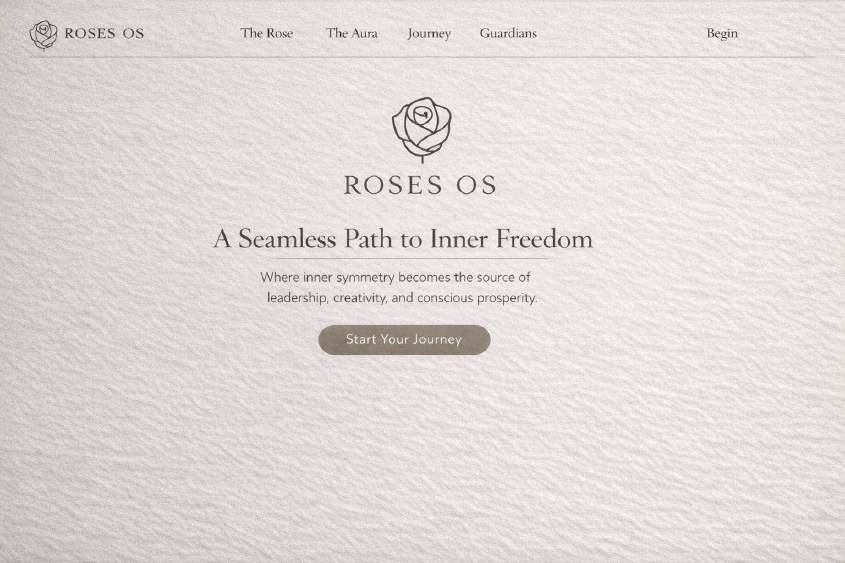 ROSES OS
The Rose
The Aura
Journey
Guardians
Begin
ROSES OS
A Seamless Path to Inner Freedom
Where inner symmetry becomes the source of
leadership, creativity, and conscious prosperity.
Start Your Journey